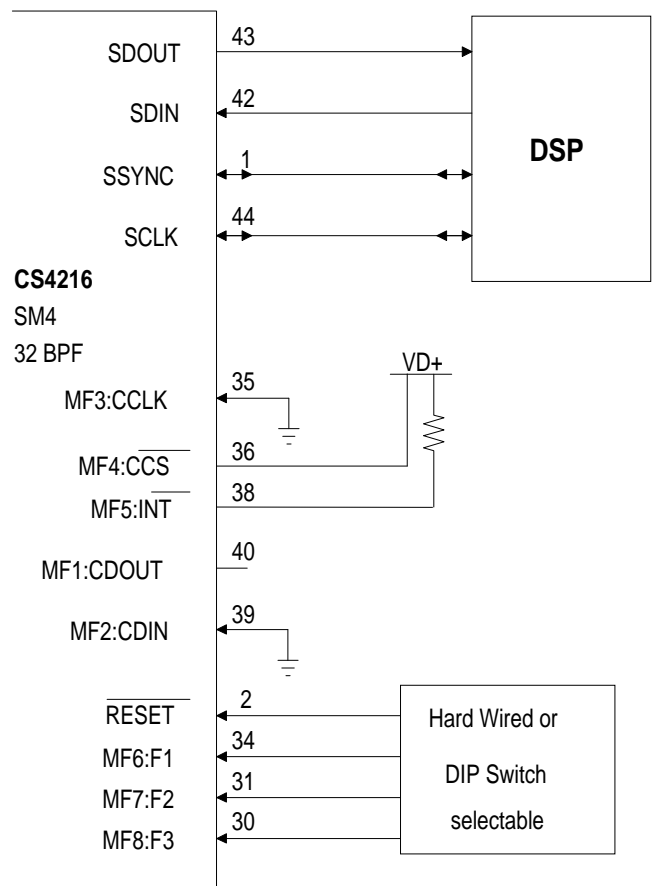 SDOUT 43
SDIN 42
DSP
SSYNC 1
SCLK 44
CS4216
SM4
32 BPF
VD+
MF3:CCLK 35
MF4:CCS 36
MF5:INT 38
MF1:CDOUT 40
MF2:CDIN 39
RESET 2
Hard Wired or
MF6:F1 34
DIP Switch
MF7:F2 31
selectable
MF8:F3 30